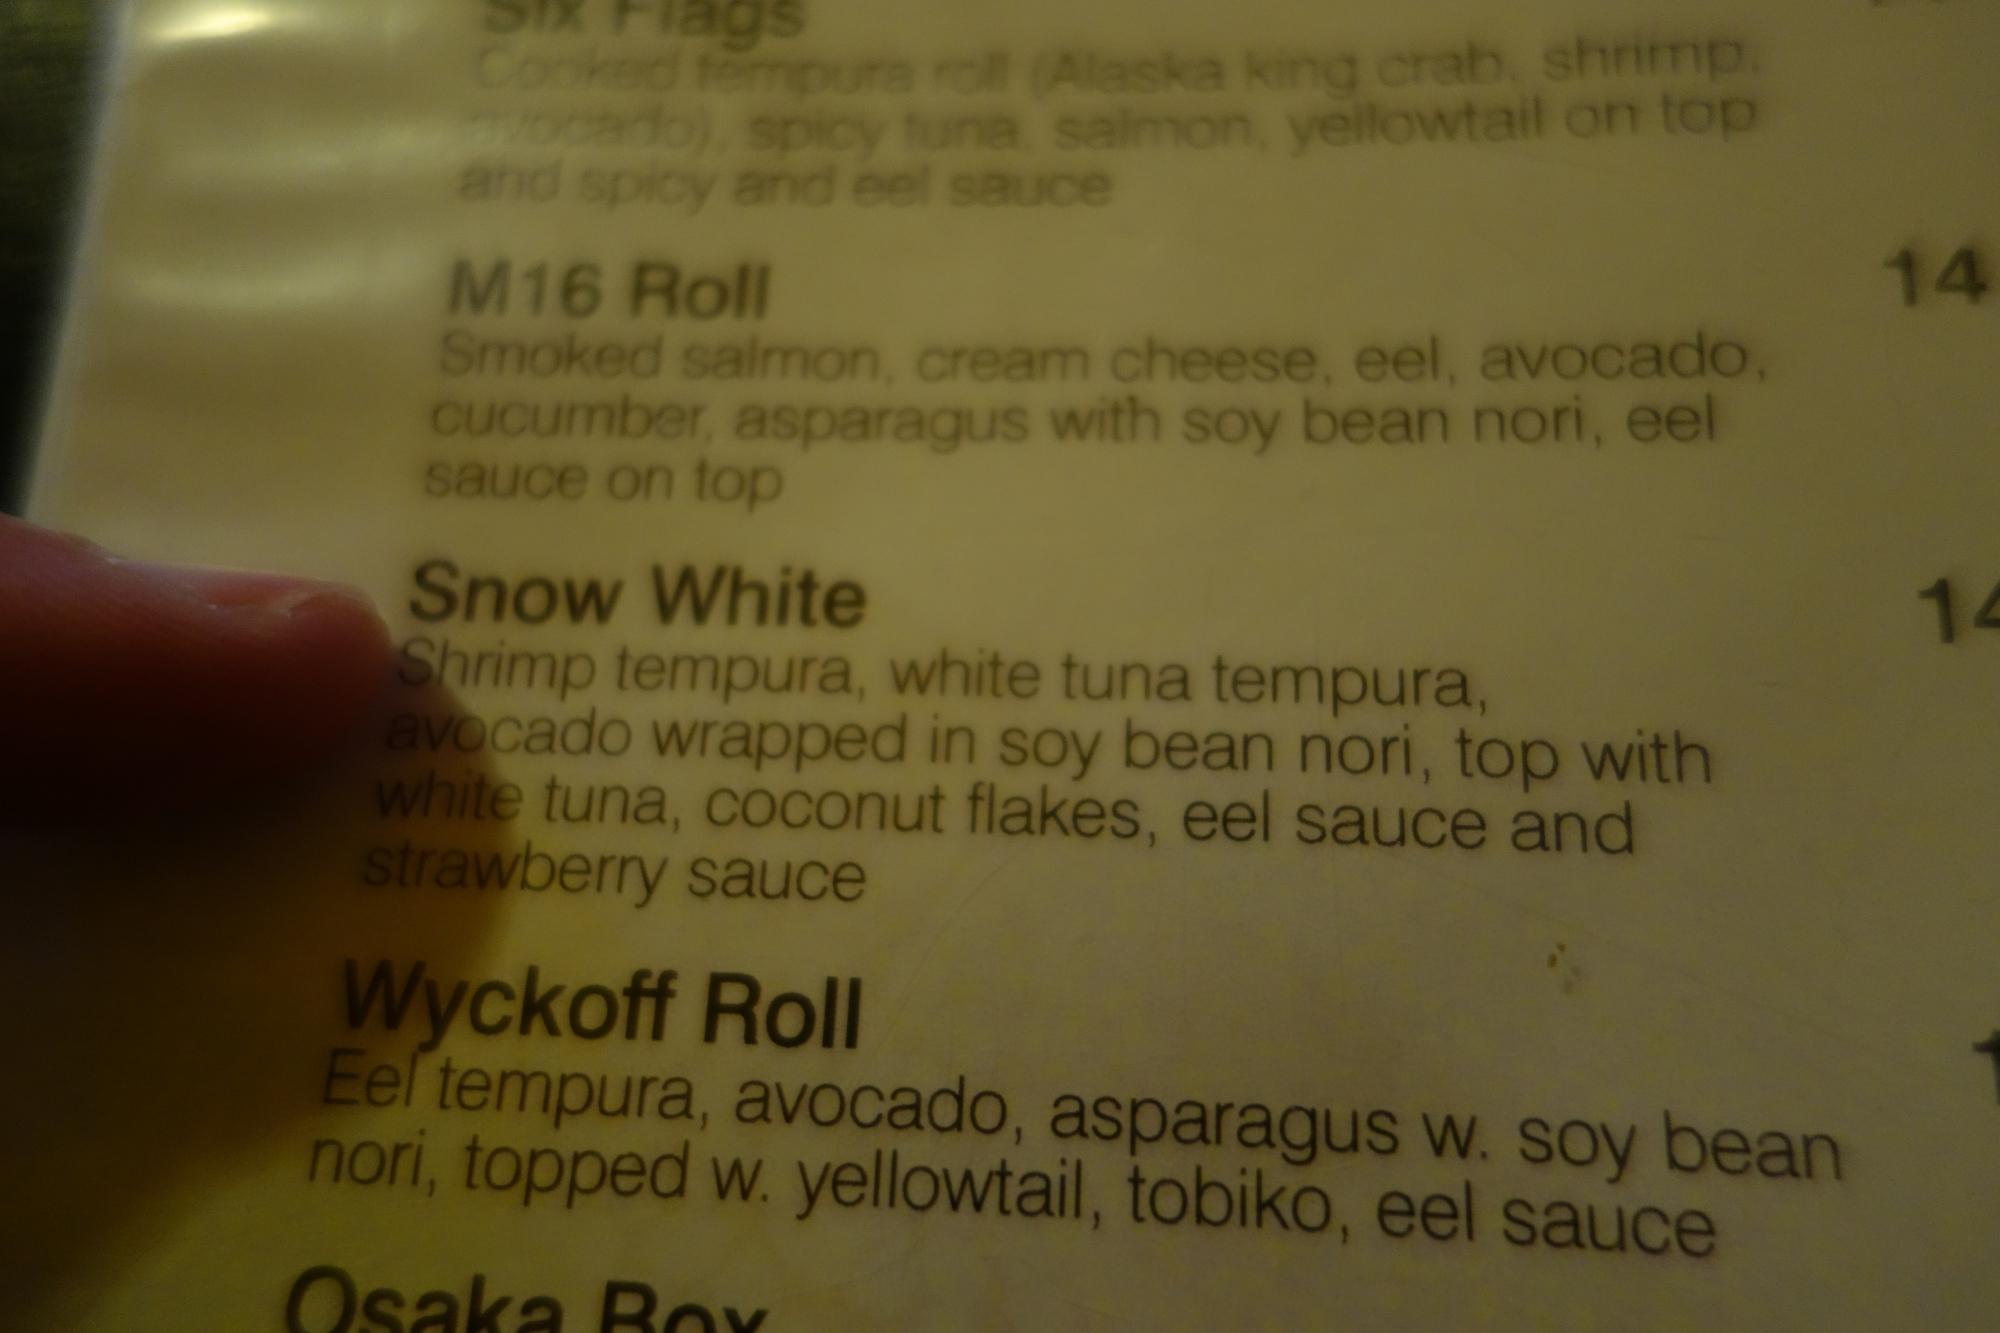 Six Flags
Cooked tempura roll (Alaska king crab, shrimp,
avocado), spicy tuna, salmon, yellowtail on top
and spicy and eel sauce
M16 Roll 14
Smoked salmon, cream cheese, eel, avocado,
cucumber, asparagus with soy bean nori, eel
sauce on top
Snow White 14
Shrimp tempura, white tuna tempura,
avocado wrapped in soy bean nori, top with
white tuna, coconut flakes, eel sauce and
strawberry sauce
Wyckoff Roll
Eel tempura, avocado, asparagus w. soy bean
nori, topped w. yellowtail, tobiko, eel sauce
Osaka Box